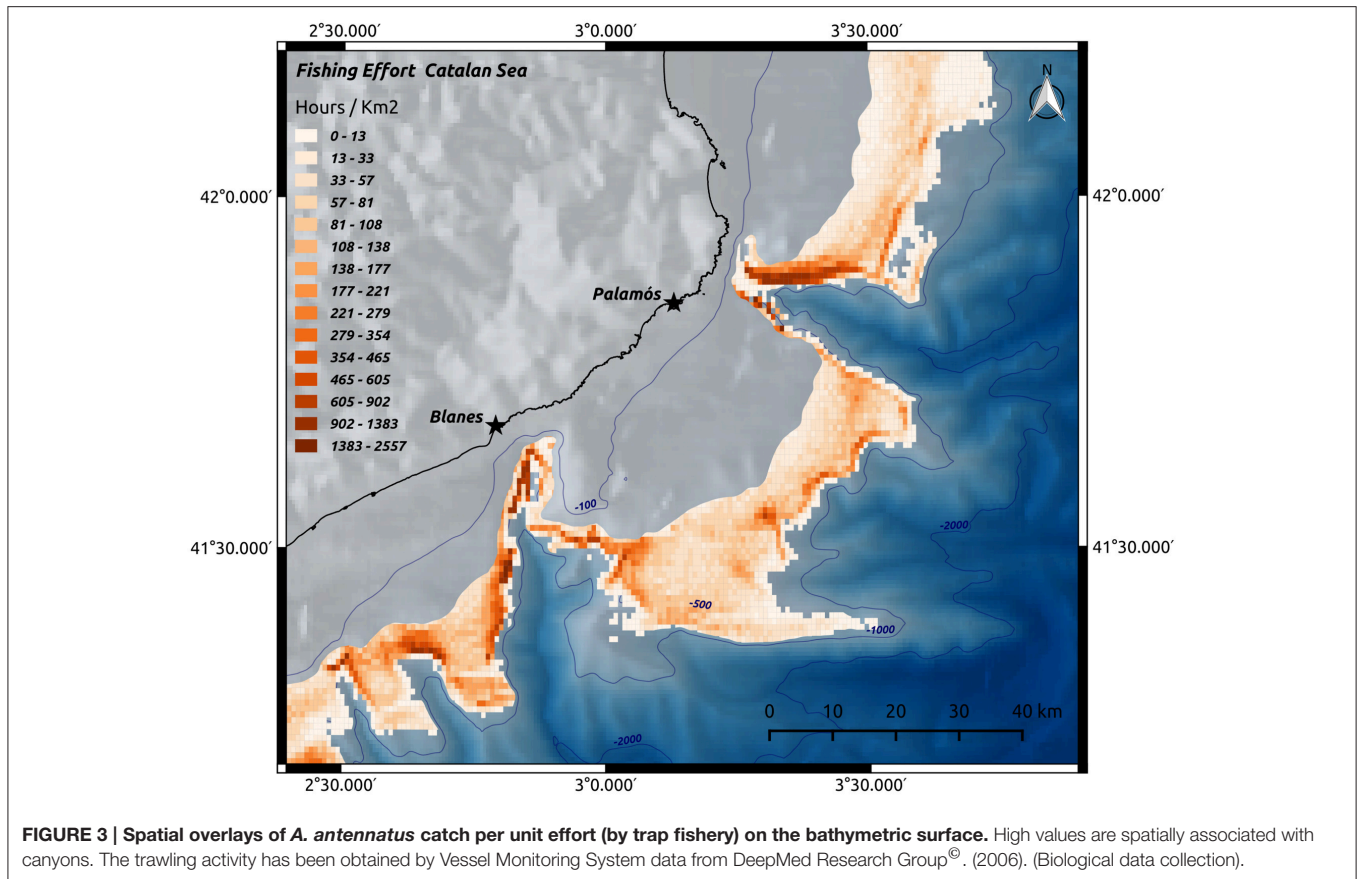 2°30.000′ 3°0.000′ 3°30.000′
Fishing Effort Catalan Sea
Hours / Km2
0 - 13
13 - 33
33 - 57
57 - 81
81 - 108
108 - 138
138 - 177
177 - 221
221 - 279
279 - 354
354 - 465
465 - 605
605 - 902
902 - 1383
1383 - 2557
N
42°0.000′ 42°0.000′
Palamós
Blanes
-100
-2000
41°30.000′ 41°30.000′
-500
-1000
0 10 20 30 40 km
-2000
2°30.000′ 3°0.000′ 3°30.000′
FIGURE 3 | Spatial overlays of A. antennatus catch per unit effort (by trap fishery) on the bathymetric surface. High values are spatially associated with
canyons. The trawling activity has been obtained by Vessel Monitoring System data from DeepMed Research Group©. (2006). (Biological data collection).